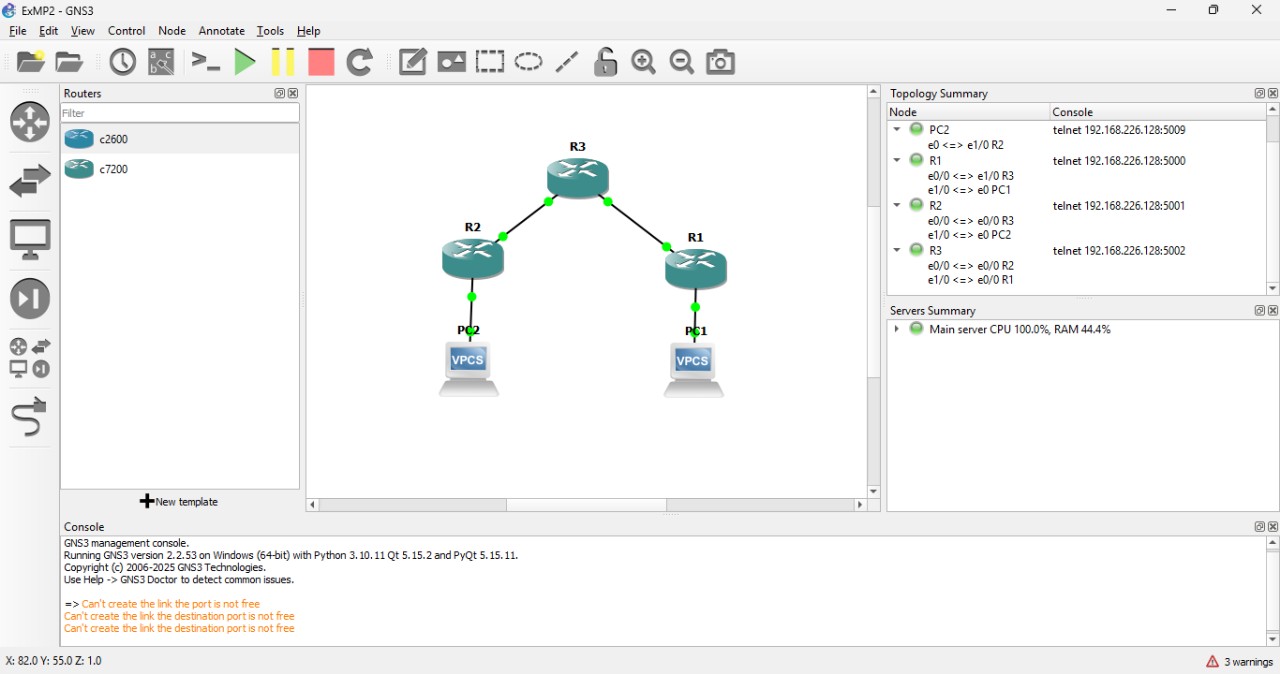 ExMP2 - GNS3
File Edit View Control Node Annotate Tools Help
Routers
Filter
c2600
c7200
New template
R3
R2
R1
PC2
PC1
VPCS
VPCS
Topology Summary
Node Console
PC2 telnet 192.168.226.128:5009
e0 <=> e1/0 R2
R1 telnet 192.168.226.128:5000
e0/0 <=> e1/0 R3
e1/0 <=> e0 PC1
R2 telnet 192.168.226.128:5001
e0/0 <=> e0/0 R3
e1/0 <=> e0 PC2
R3 telnet 192.168.226.128:5002
e0/0 <=> e0/0 R2
e1/0 <=> e0/0 R1
Servers Summary
Main server CPU 100.0%, RAM 44.4%
Console
GNS3 management console.
Running GNS3 version 2.2.53 on Windows (64-bit) with Python 3.10.11 Qt 5.15.2 and PyQt 5.15.11.
Copyright (c) 2006-2025 GNS3 Technologies.
Use Help -> GNS3 Doctor to detect common issues.
=> Can't create the link the port is not free
Can't create the link the destination port is not free
Can't create the link the destination port is not free
X: 82.0 Y: 55.0 Z: 1.0
3 warnings